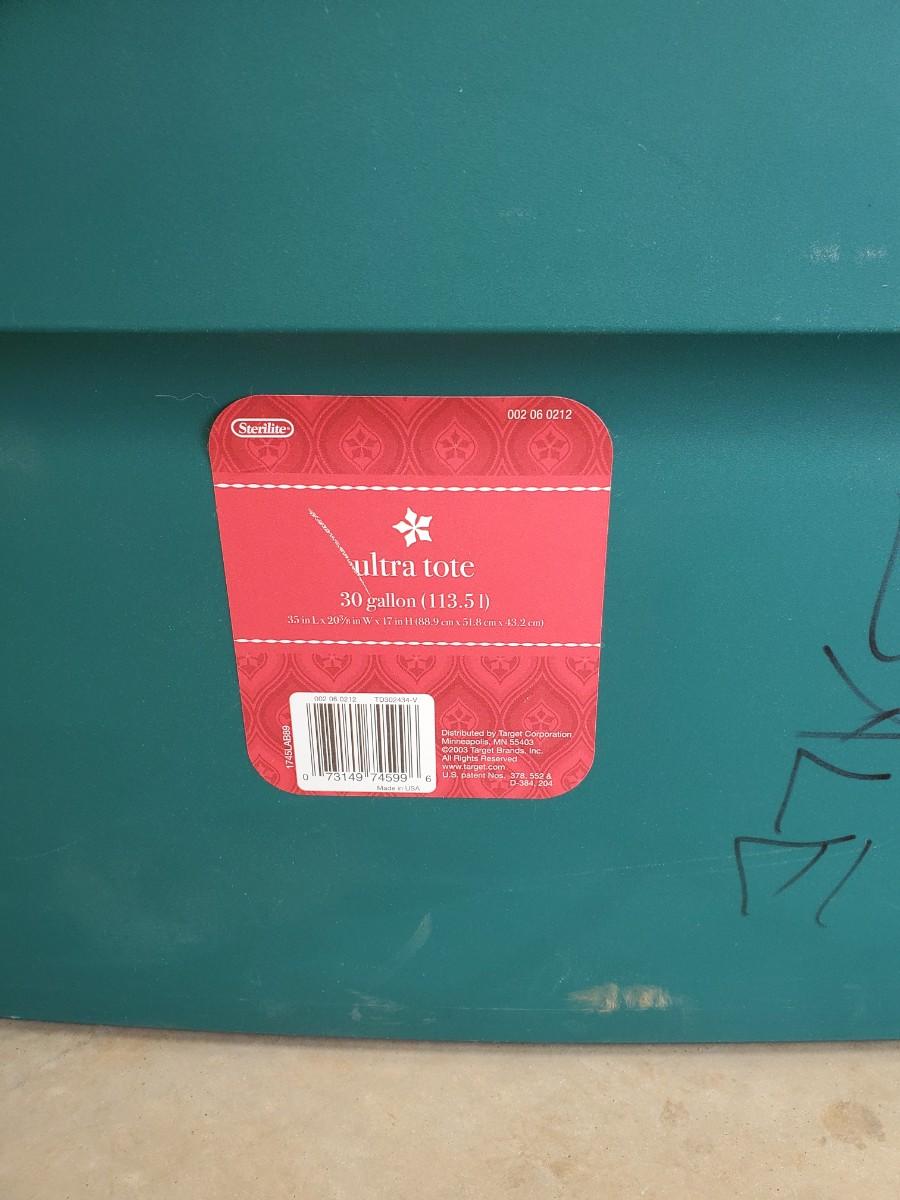 Sterilite
002 06 0212
ultra tote
30 gallon (113.5 l)
35 in L x 20⅜ in W x 17 in H (88.9 cm x 51.8 cm x 43.2 cm)
002 06 0212 TD302434-V
1745LAB89
0 73149 74599 6
Made in USA
Distributed by Target Corporation
Minneapolis, MN 55403
©2003 Target Brands, Inc.
All Rights Reserved
www.target.com
U.S. patent Nos. 378, 552 &
D-384, 204